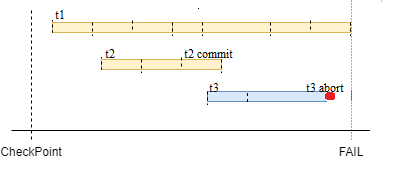 t1
t2
t2 commit
t3
t3 abort
CheckPoint
FAIL